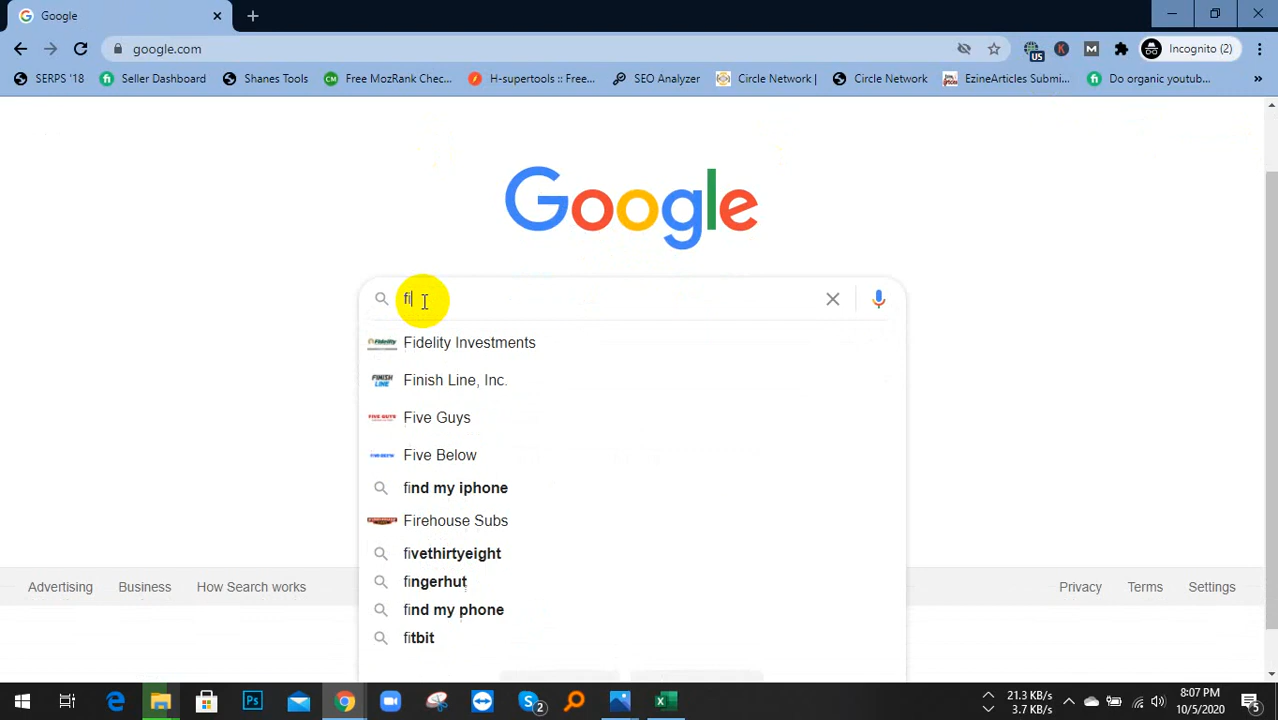 Google
google.com
Incognito (2)
SERPS '18 Seller Dashboard Shanes Tools Free MozRank Chec... H-supertools :: Free... SEO Analyzer Circle Network | Circle Network EzineArticles Submi... Do organic youtub... »
Google
fi
Fidelity Investments
Finish Line, Inc.
Five Guys
Five Below
find my iphone
Firehouse Subs
fivethirtyeight
fingerhut
find my phone
fitbit
Advertising Business How Search works Privacy Terms Settings
21.3 KB/s
3.7 KB/s
8:07 PM
10/5/2020